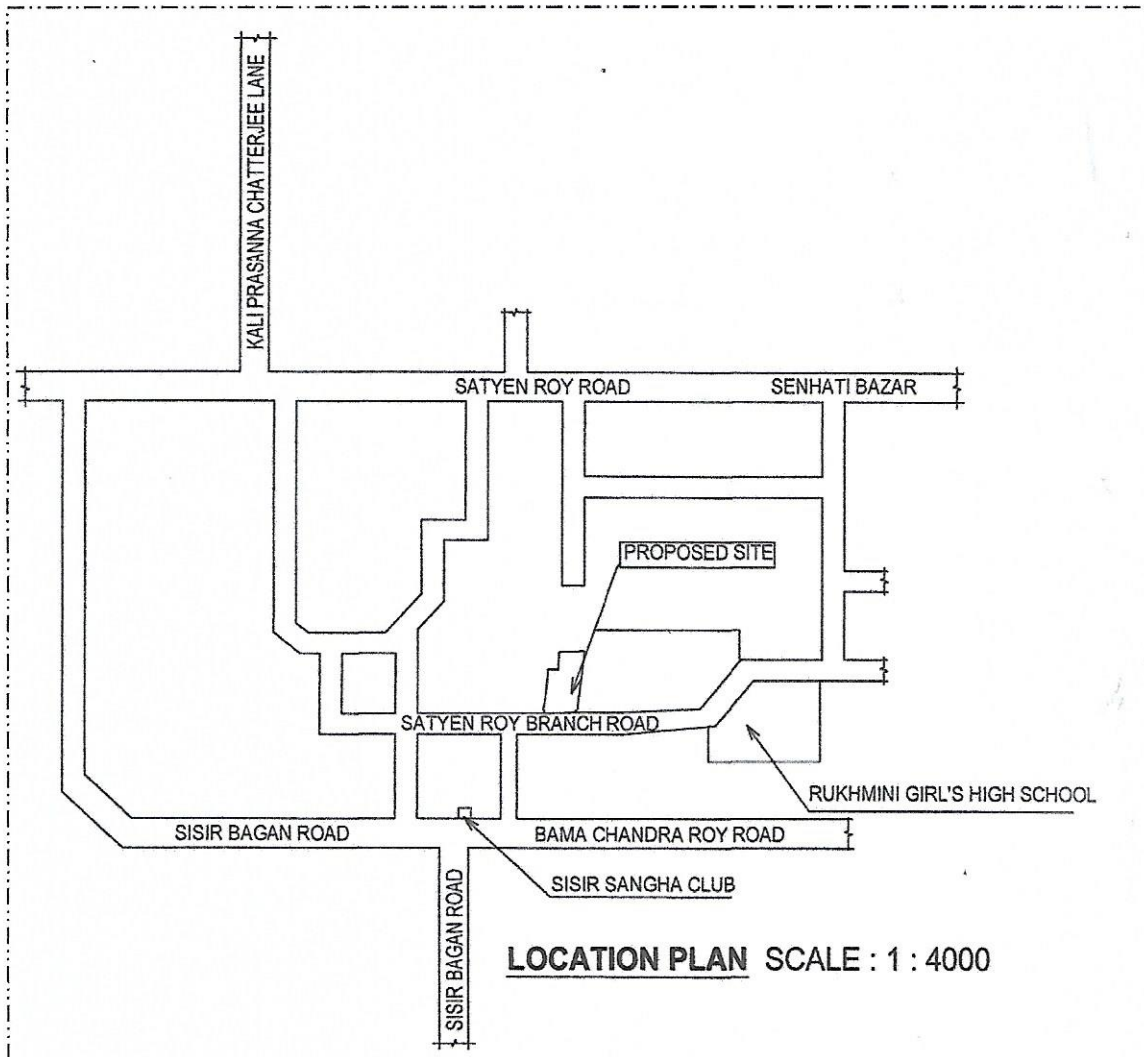 KALI PRASANNA CHATTERJEE LANE
SATYEN ROY ROAD
SENHATI BAZAR
PROPOSED SITE
SATYEN ROY BRANCH ROAD
RUKHMINI GIRL'S HIGH SCHOOL
SISIR BAGAN ROAD
BAMA CHANDRA ROY ROAD
SISIR SANGHA CLUB
SISIR BAGAN ROAD
LOCATION PLAN SCALE : 1 : 4000